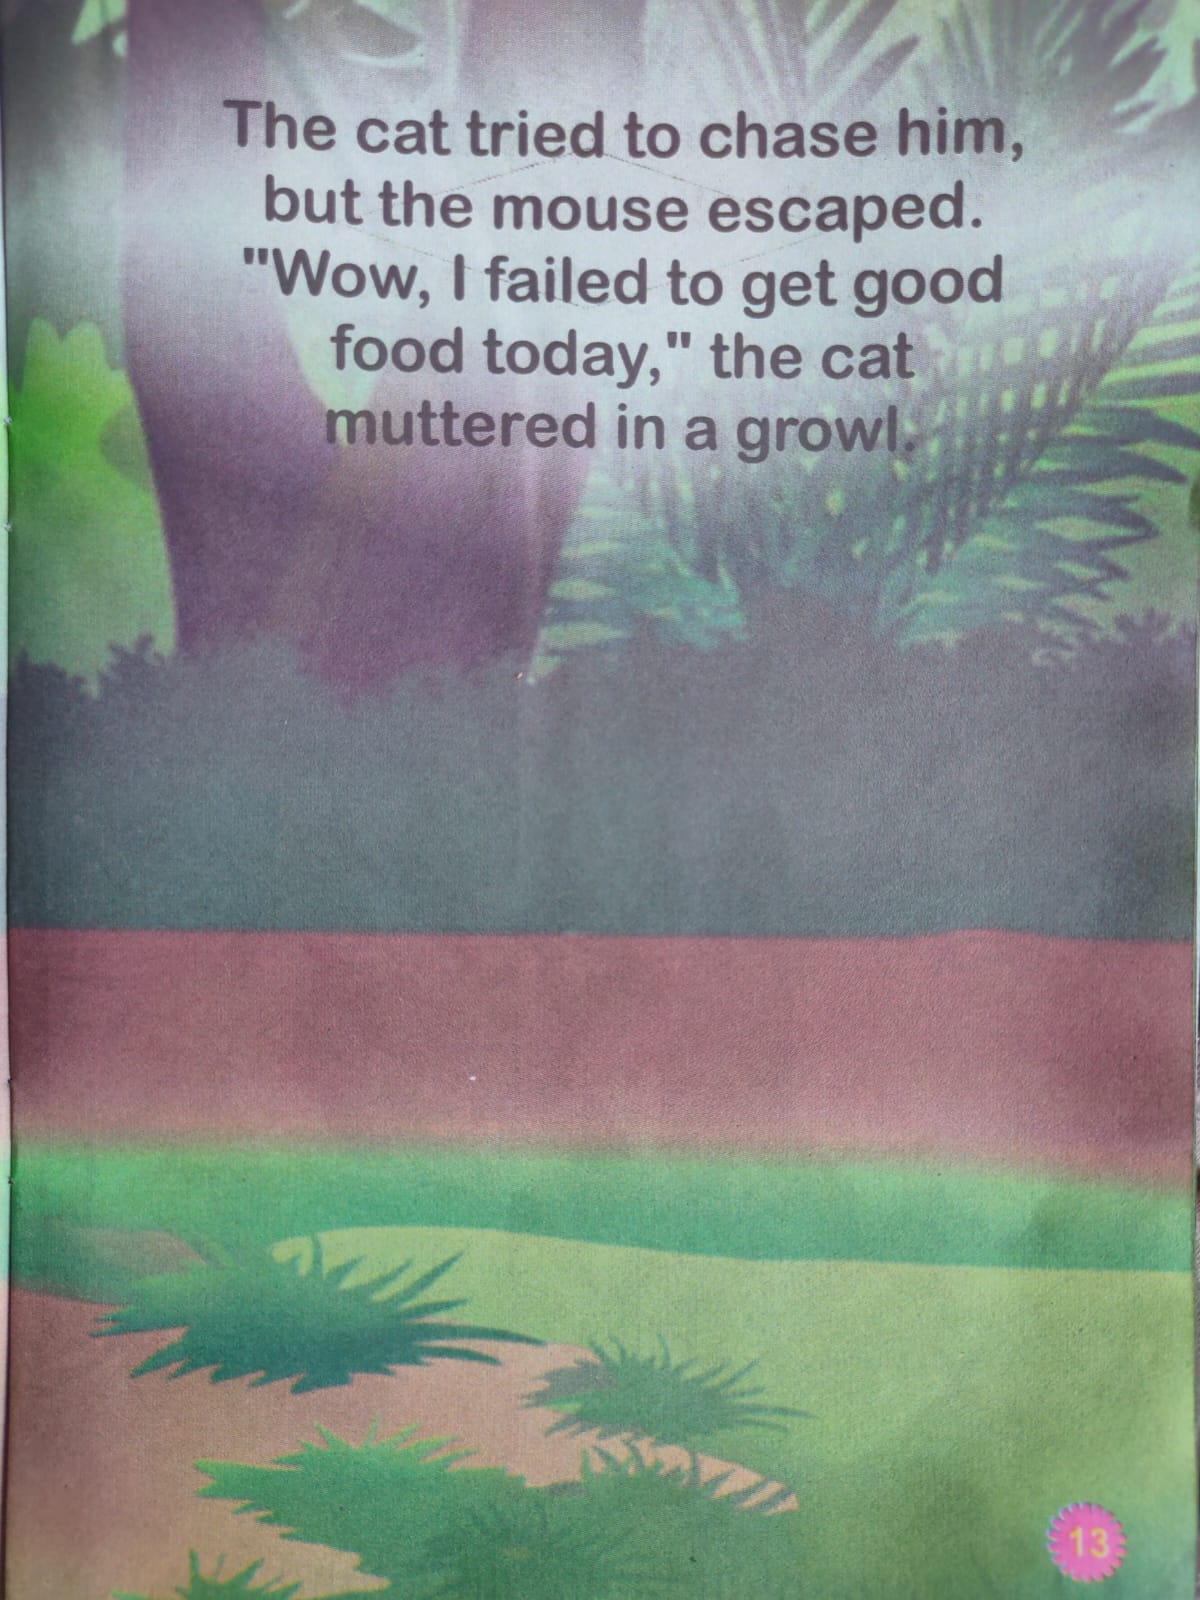 The cat tried to chase him,
but the mouse escaped.
"Wow, I failed to get good
food today," the cat
muttered in a growl.
13